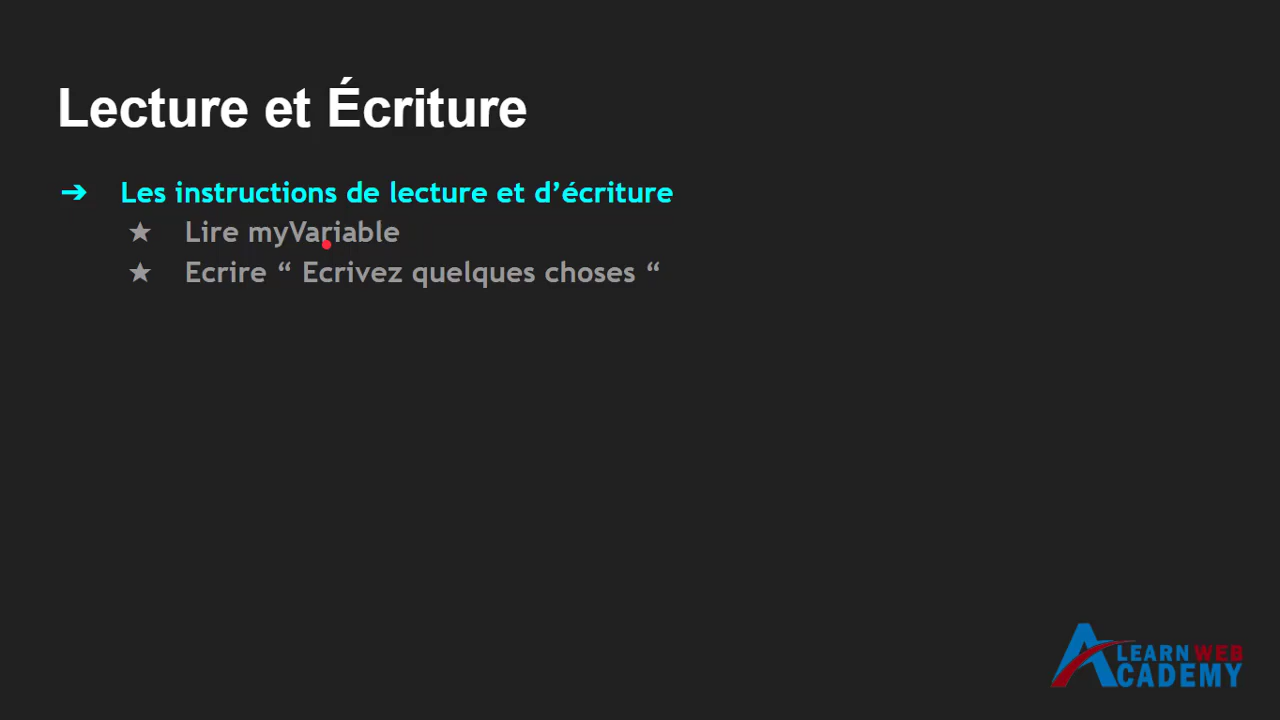 Lecture et Écriture
➔ Les instructions de lecture et d’écriture
★ Lire myVariable
★ Ecrire “ Ecrivez quelques choses “
LEARN WEB
ACADEMY